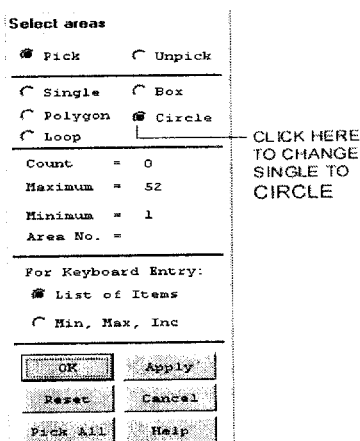 Select areas
Pick Unpick
Single Box
Polygon Circle
Loop
CLICK HERE
TO CHANGE
SINGLE TO
CIRCLE
Count = 0
Maximum = 52
Minimum = 1
Area No. =
For Keyboard Entry:
List of Items
Min, Max, Inc
OK Apply
Reset Cancel
Pick All Help